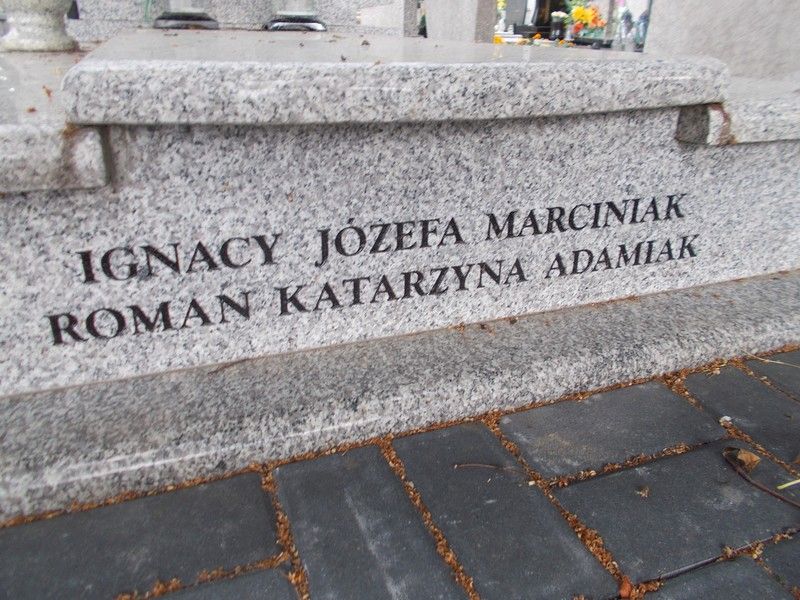 IGNACY JÓZEFA MARCINIAK
ROMAN KATARZYNA ADAMIAK